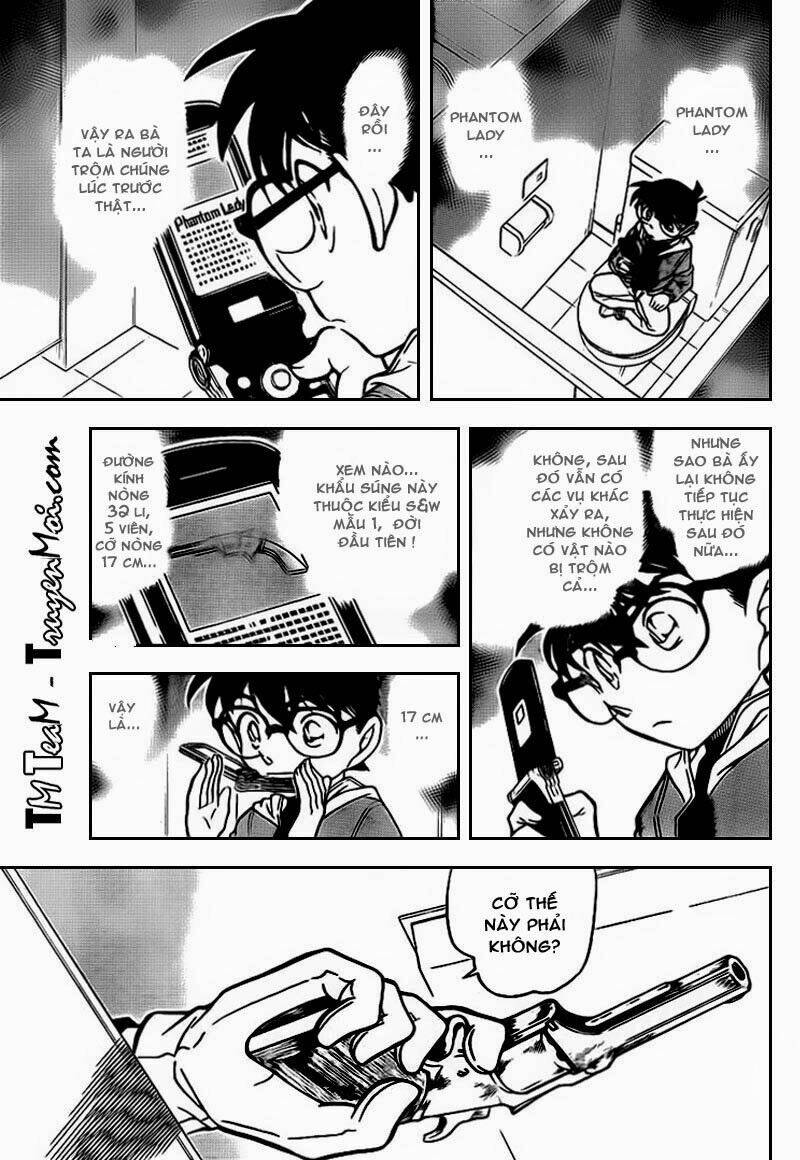 PHANTOM
LADY
...
PHANTOM
LADY
...
ĐÂY
RỒI
...
Phantom Lady
VẬY RA BÀ
TA LÀ NGƯỜI
TRỘM CHÚNG
LÚC TRƯỚC
THẬT...
NHƯNG
SAO BÀ ẤY
LẠI KHÔNG
TIẾP TỤC
THỰC HIỆN
SAU ĐÓ
NỮA...
KHÔNG, SAU
ĐÓ VẪN CÓ
CÁC VỤ KHÁC
XẢY RA,
NHƯNG KHÔNG
CÓ VẬT NÀO
BỊ TRỘM
CẢ...
XEM NÀO...
KHẨU SÚNG NÀY
THUỘC KIỂU S&W
MẪU 1, ĐỜI
ĐẦU TIÊN !
ĐƯỜNG
KÍNH
NÒNG
32 LI,
5 VIÊN,
CỠ NÒNG
17 CM...
17 CM
...
VẬY
LÀ...
CỠ THẾ
NÀY PHẢI
KHÔNG?
TM TeaM - TruyenMoi.com